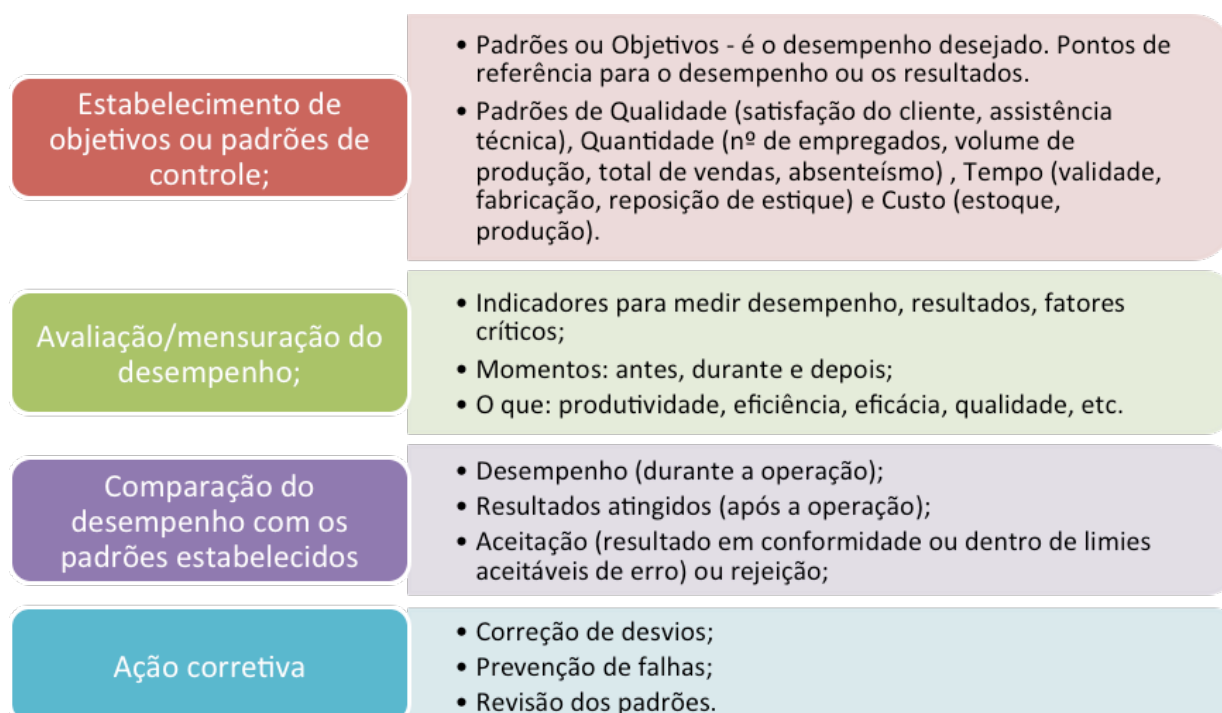 Estabelecimento de
objetivos ou padrões de
controle;
• Padrões ou Objetivos - é o desempenho desejado. Pontos de
referência para o desempenho ou os resultados.
• Padrões de Qualidade (satisfação do cliente, assistência
técnica), Quantidade (nº de empregados, volume de
produção, total de vendas, absenteísmo) , Tempo (validade,
fabricação, reposição de estique) e Custo (estoque,
produção).
Avaliação/mensuração do
desempenho;
• Indicadores para medir desempenho, resultados, fatores
críticos;
• Momentos: antes, durante e depois;
• O que: produtividade, eficiência, eficácia, qualidade, etc.
Comparação do
desempenho com os
padrões estabelecidos
• Desempenho (durante a operação);
• Resultados atingidos (após a operação);
• Aceitação (resultado em conformidade ou dentro de limies
aceitáveis de erro) ou rejeição;
Ação corretiva
• Correção de desvios;
• Prevenção de falhas;
• Revisão dos padrões.